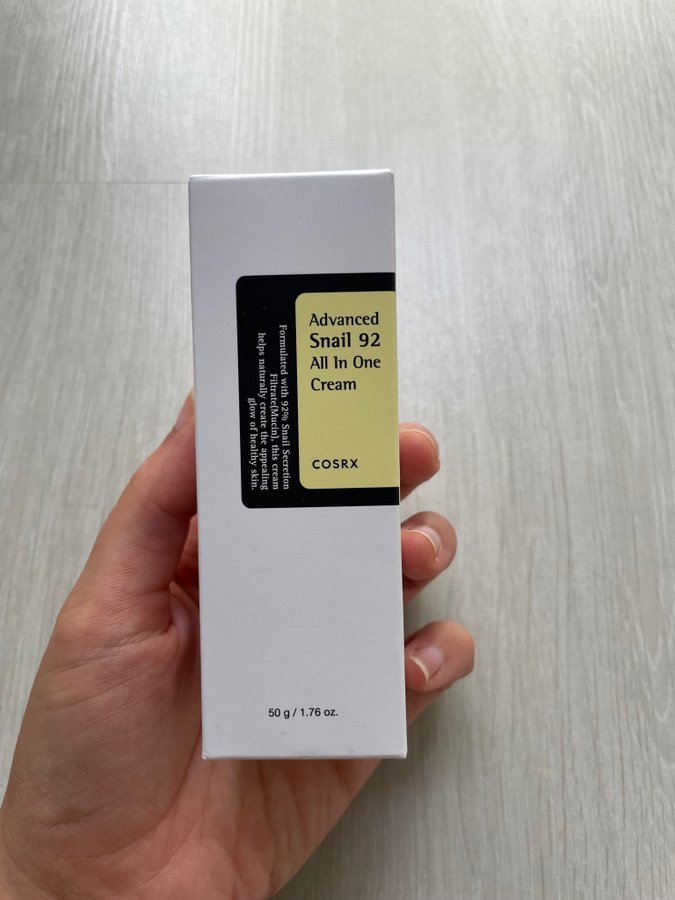 Advanced
Snail 92
All In One
Cream
COSRX
Formulated with 92% Snail Secretion
Filtrate(Mucin), this cream
helps naturally create the appealing
glow of healthy skin.
50 g / 1.76 oz.